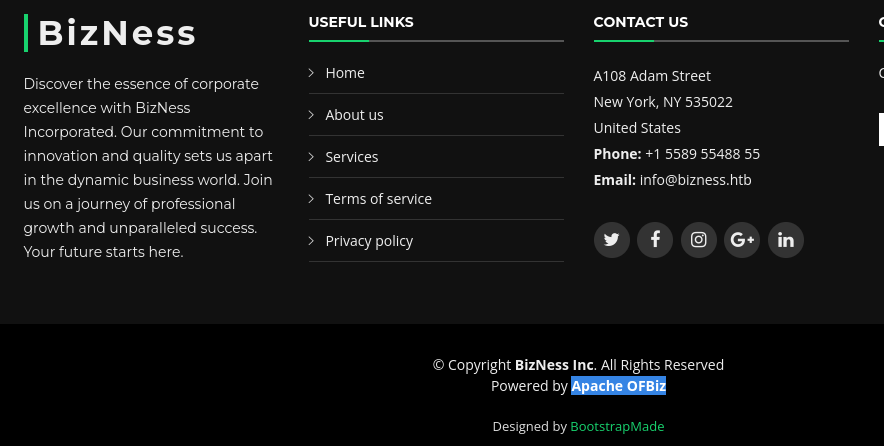 BizNess
Discover the essence of corporate
excellence with BizNess
Incorporated. Our commitment to
innovation and quality sets us apart
in the dynamic business world. Join
us on a journey of professional
growth and unparalleled success.
Your future starts here.
USEFUL LINKS
Home
About us
Services
Terms of service
Privacy policy
CONTACT US
A108 Adam Street
New York, NY 535022
United States
Phone: +1 5589 55488 55
Email: info@bizness.htb
© Copyright BizNess Inc. All Rights Reserved
Powered by Apache OFBiz
Designed by BootstrapMade